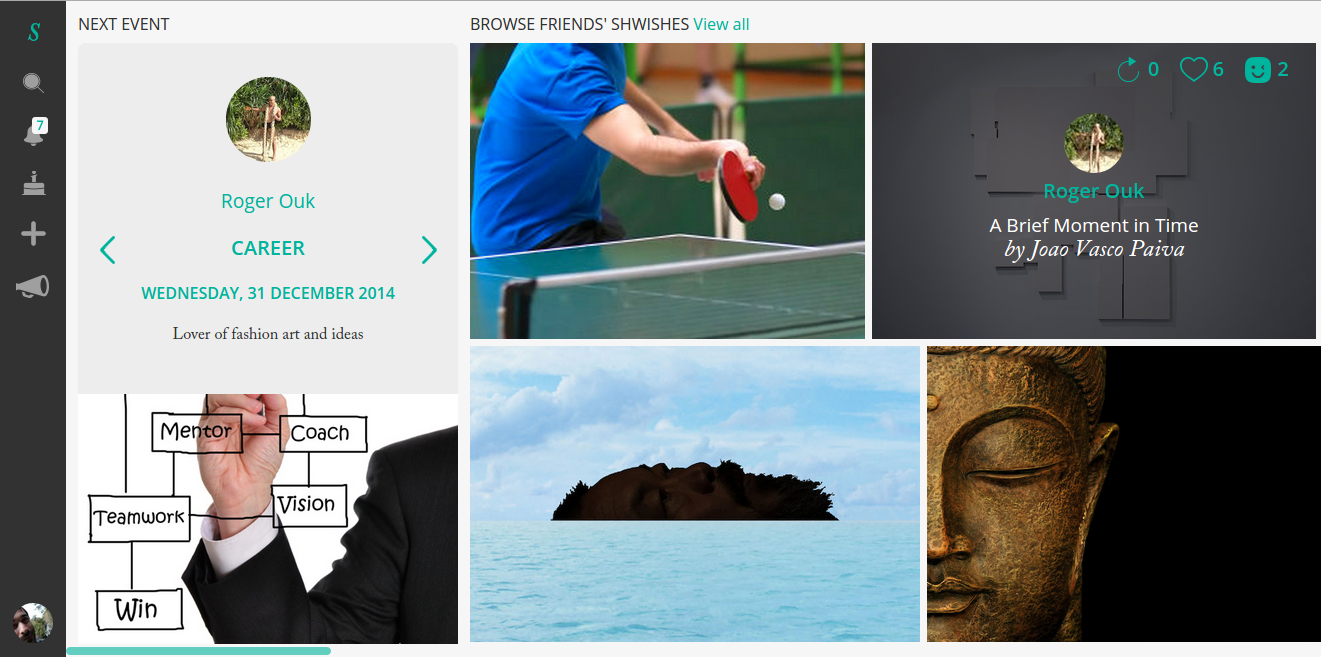 S
7
NEXT EVENT
Roger Ouk
CAREER
WEDNESDAY, 31 DECEMBER 2014
Lover of fashion art and ideas
Mentor
Coach
Teamwork
Vision
Win
BROWSE FRIENDS' SHWISHES View all
0 6 2
Roger Ouk
A Brief Moment in Time
by Joao Vasco Paiva